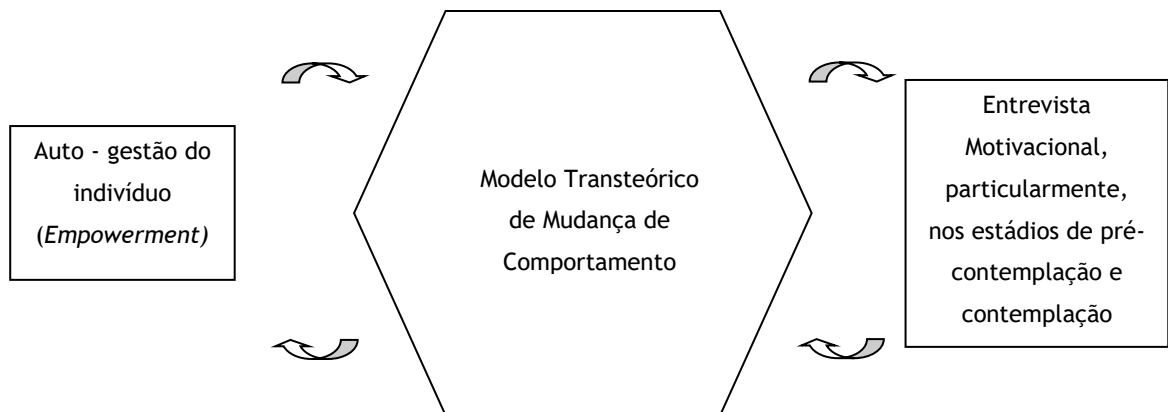 Auto - gestão do
indivíduo
(Empowerment)
Modelo Transteórico
de Mudança de
Comportamento
Entrevista
Motivacional,
particularmente,
nos estádios de pré-
contemplação e
contemplação